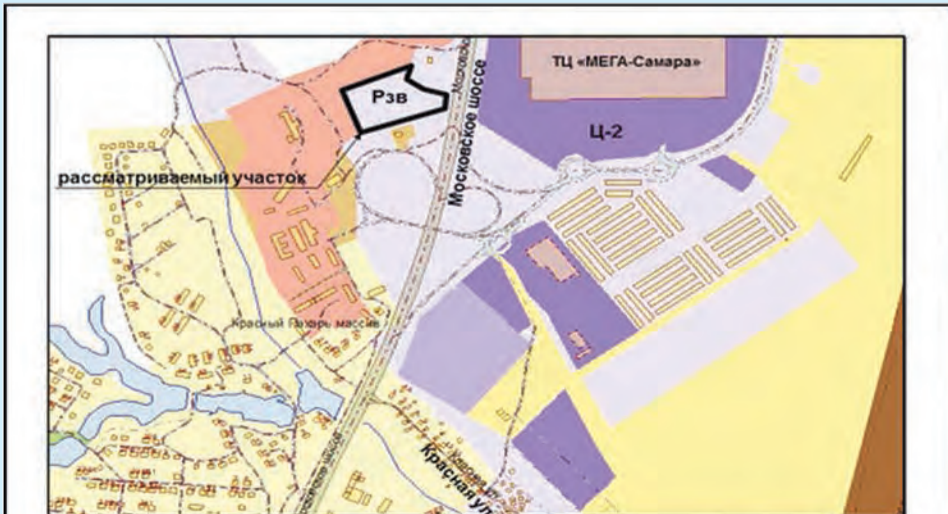 ТЦ «МЕГА-Самара»
Рзв
Ц-2
Московское шоссе
рассматриваемый участок
Красный Пахарь массив
Красная ул